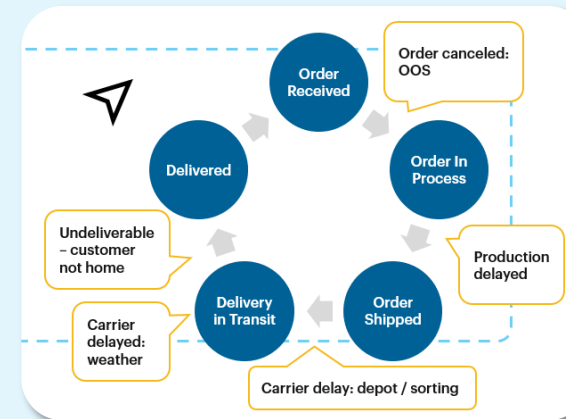 Order canceled:
OOS
Order
Received
Delivered
Order In
Process
Undeliverable
– customer
not home
Production
delayed
Delivery
in Transit
Order
Shipped
Carrier
delayed:
weather
Carrier delay: depot / sorting